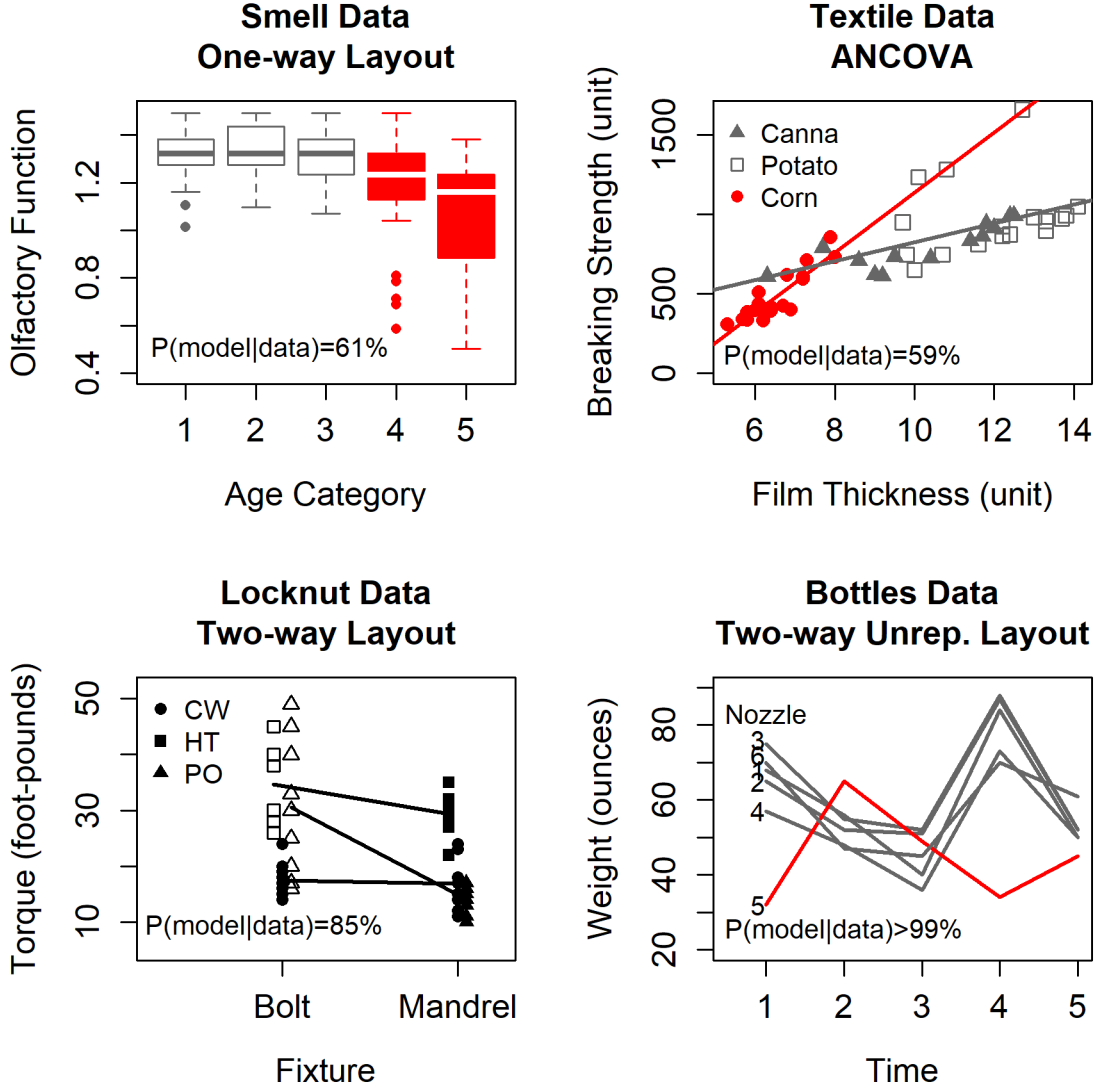 Smell Data
One-way Layout
Olfactory Function
1.2
0.8
0.4
P(model|data)=61%
1 2 3 4 5
Age Category
Textile Data
ANCOVA
Breaking Strength (unit)
1500
500
0
Canna
Potato
Corn
P(model|data)=59%
6 8 10 12 14
Film Thickness (unit)
Locknut Data
Two-way Layout
Torque (foot-pounds)
50
30
10
CW
HT
PO
P(model|data)=85%
Bolt Mandrel
Fixture
Bottles Data
Two-way Unrep. Layout
Weight (ounces)
80
60
40
20
Nozzle
3
6
1
2
4
5
P(model|data)>99%
1 2 3 4 5
Time